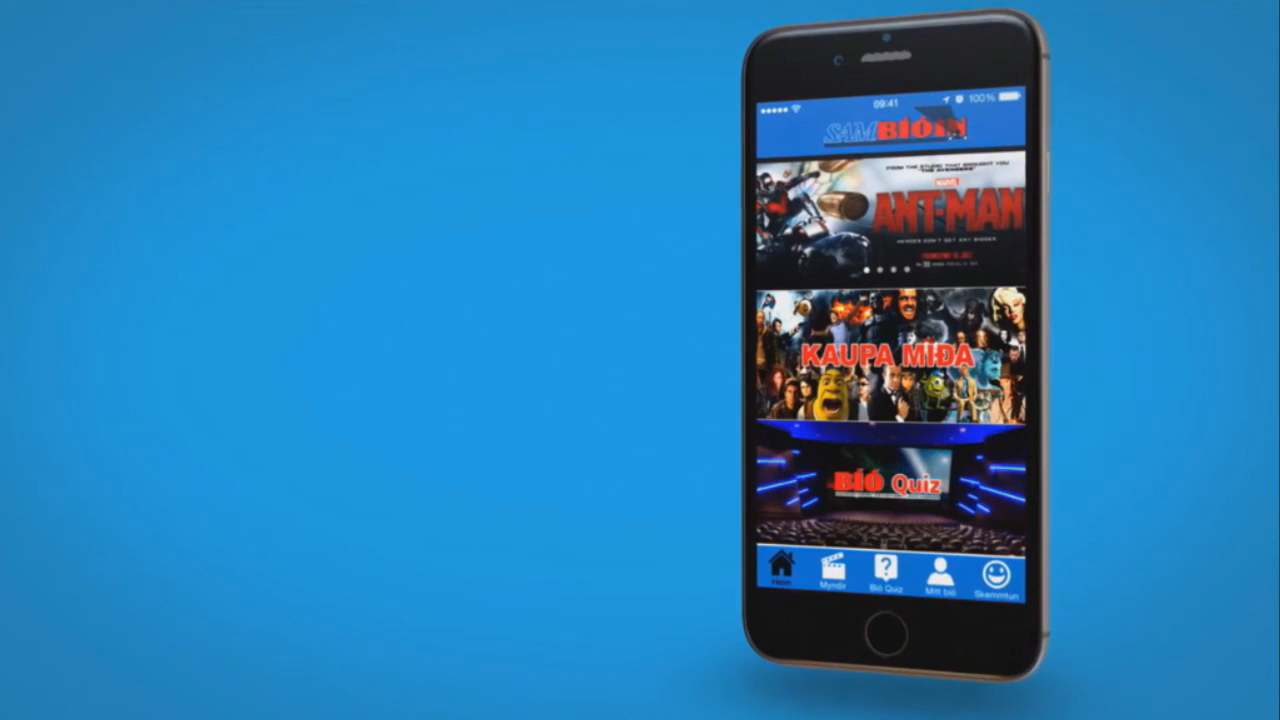 09:41
100%
SAMBÍÓIN
FROM THE STUDIO THAT BROUGHT YOU
"THE AVENGERS"
MARVEL
ANT-MAN
HEROES DON'T GET ANY BIGGER
KAUPA MIÐA
BÍÓ Quiz
Hem
Myndir
Bíó Quiz
Mitt bíó
Skemmtun